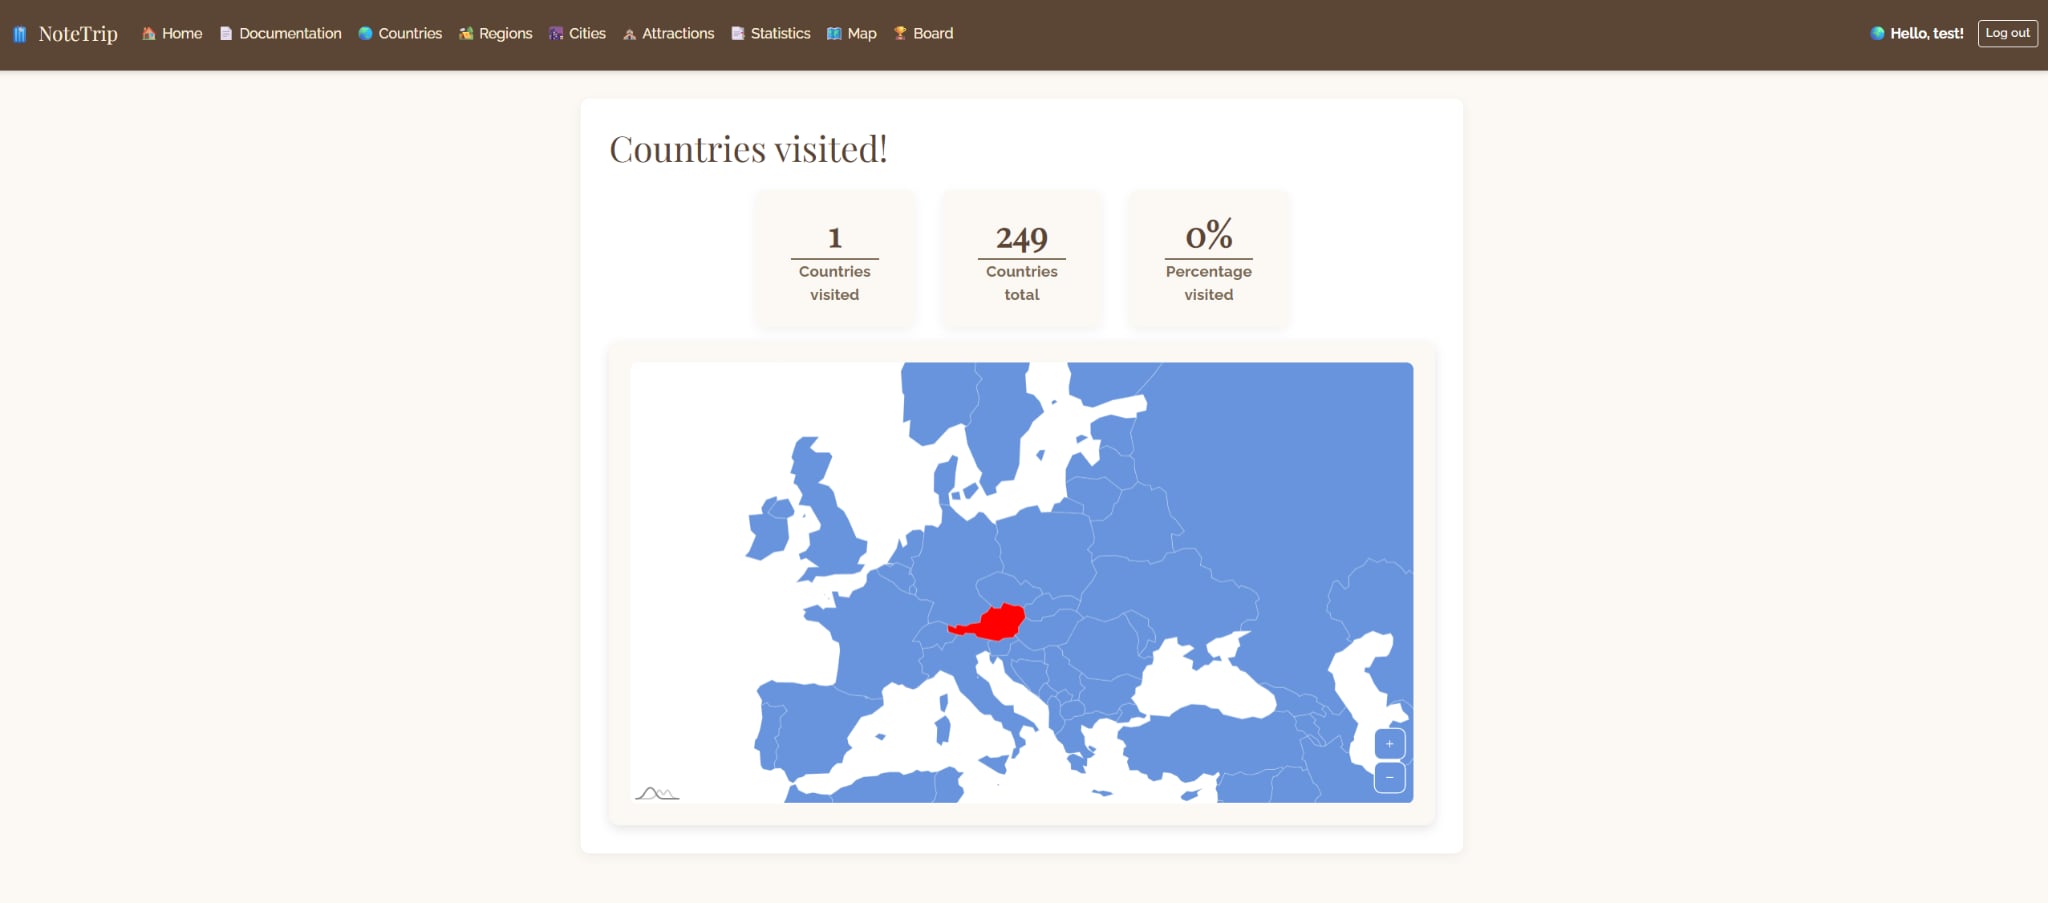 NoteTrip Home Documentation Countries Regions Cities Attractions Statistics Map Board Hello, test! Log out
Countries visited!
1
Countries
visited
249
Countries
total
0%
Percentage
visited
+
−